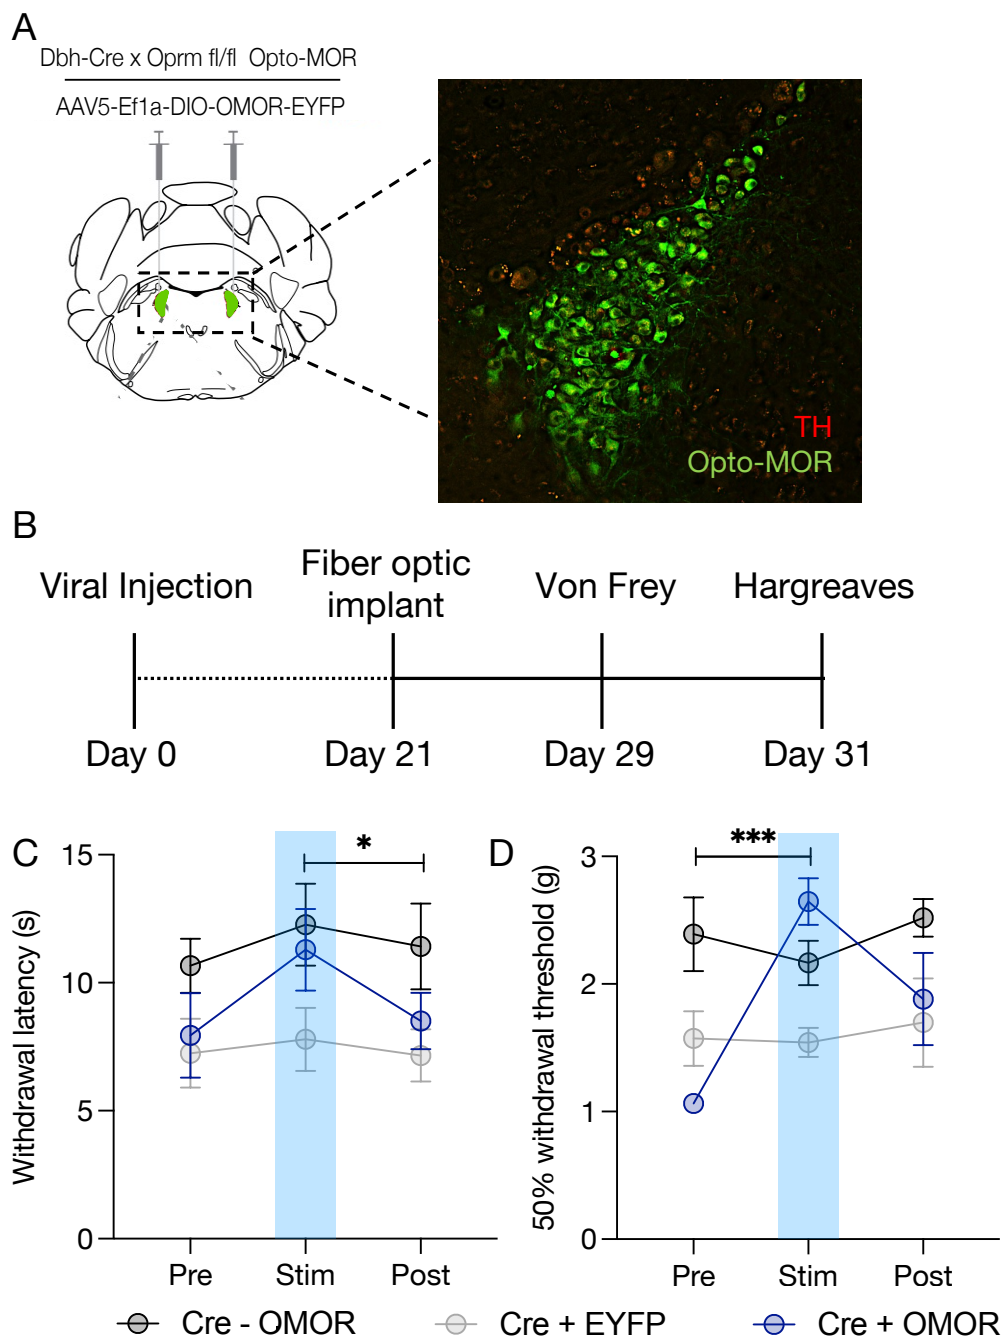 A
Dbh-Cre x Oprm fl/fl Opto-MOR
AAV5-Ef1a-DIO-OMOR-EYFP
TH
Opto-MOR
B
Viral Injection
Fiber optic
implant
Von Frey
Hargreaves
Day 0
Day 21
Day 29
Day 31
C
Withdrawal latency (s)
15
10
5
0
*
Pre
Stim
Post
D
50% withdrawal threshold (g)
3
2
1
0
***
Pre
Stim
Post
Cre - OMOR
Cre + EYFP
Cre + OMOR